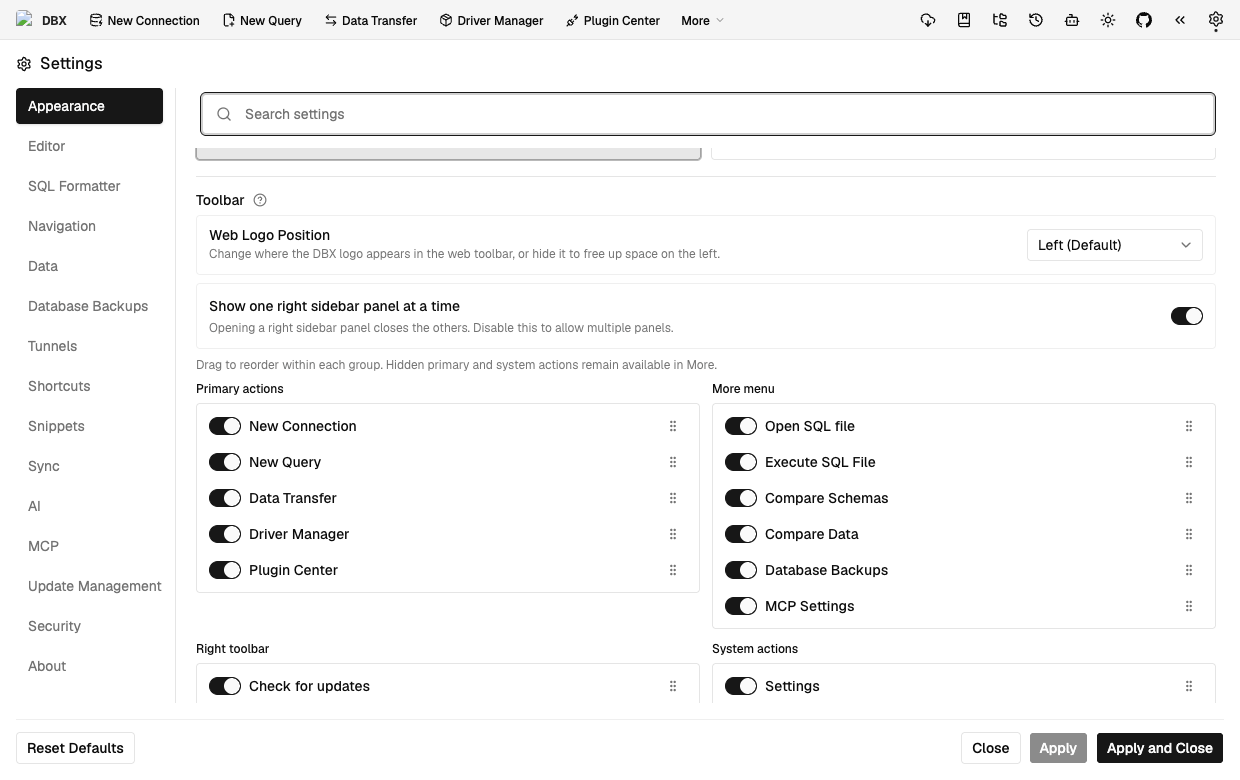 DBX
New Connection
New Query
Data Transfer
Driver Manager
Plugin Center
More
Settings
Appearance
Editor
SQL Formatter
Navigation
Data
Database Backups
Tunnels
Shortcuts
Snippets
Sync
AI
MCP
Update Management
Security
About
Search settings
Toolbar
Web Logo Position
Change where the DBX logo appears in the web toolbar, or hide it to free up space on the left.
Left (Default)
Show one right sidebar panel at a time
Opening a right sidebar panel closes the others. Disable this to allow multiple panels.
Drag to reorder within each group. Hidden primary and system actions remain available in More.
Primary actions
New Connection
New Query
Data Transfer
Driver Manager
Plugin Center
More menu
Open SQL file
Execute SQL File
Compare Schemas
Compare Data
Database Backups
MCP Settings
Right toolbar
Check for updates
System actions
Settings
Reset Defaults
Close
Apply
Apply and Close